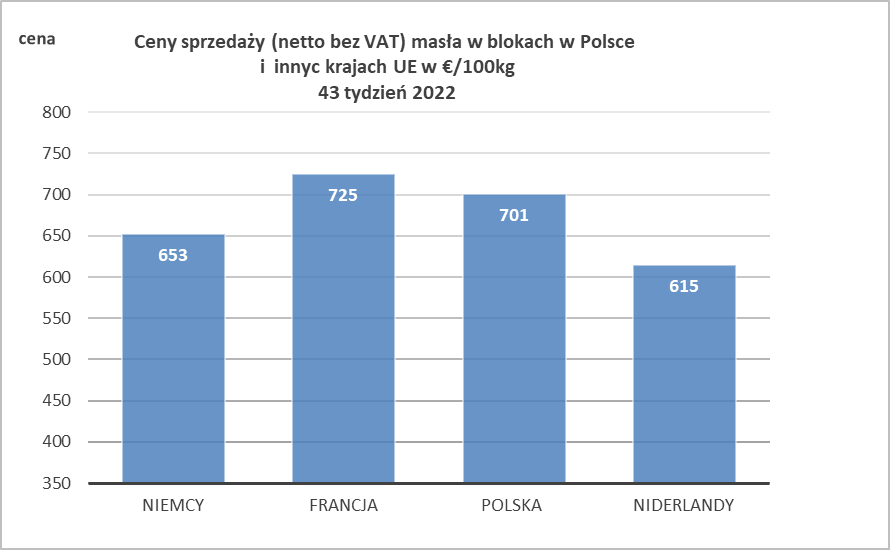 cena
Ceny sprzedaży (netto bez VAT) masła w blokach w Polsce
i innyc krajach UE w €/100kg
43 tydzień 2022
800
750
700
650
600
550
500
450
400
350
653
725
701
615
NIEMCY
FRANCJA
POLSKA
NIDERLANDY